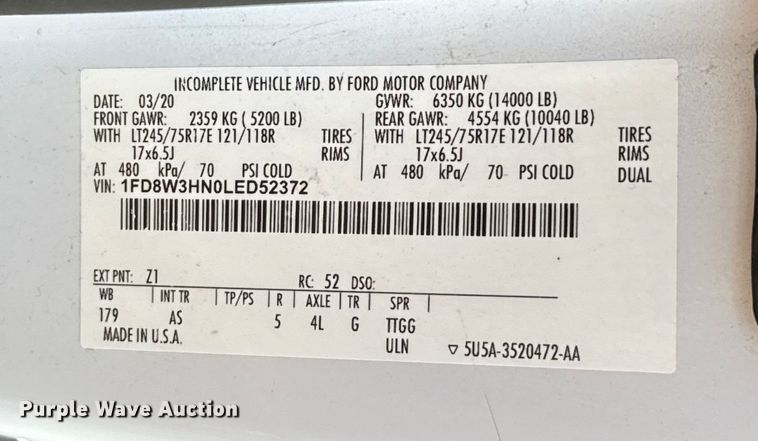 INCOMPLETE VEHICLE MFD. BY FORD MOTOR COMPANY
DATE: 03/20 GVWR: 6350 KG (14000 LB)
FRONT GAWR: 2359 KG ( 5200 LB) REAR GAWR: 4554 KG (10040 LB)
WITH LT245/75R17E 121/118R TIRES WITH LT245/75R17E 121/118R TIRES
17x6.5J RIMS 17x6.5J RIMS
AT 480 kPa/ 70 PSI COLD AT 480 kPa/ 70 PSI COLD DUAL
VIN: 1FD8W3HN0LED52372
EXT PNT: Z1 RC: 52 DSO:
WB INT TR TP/PS R AXLE TR SPR
179 AS 5 4L G TTGG
MADE IN U.S.A. ULN ▽ 5U5A-3520472-AA
Purple Wave Auction